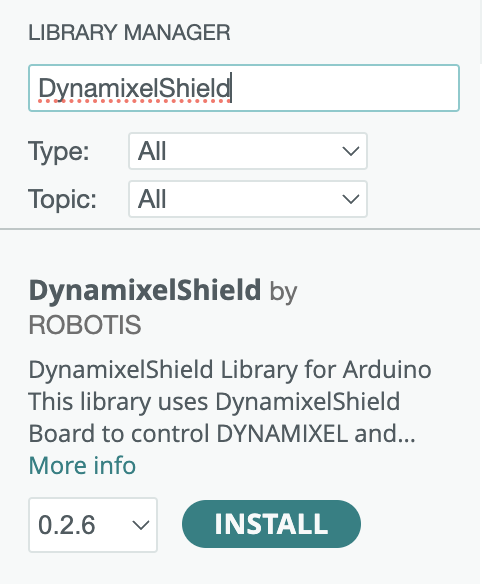 LIBRARY MANAGER
DynamixelShield
Type: All
Topic: All
DynamixelShield by
ROBOTIS
DynamixelShield Library for Arduino
This library uses DynamixelShield
Board to control DYNAMIXEL and...
More info
0.2.6 INSTALL